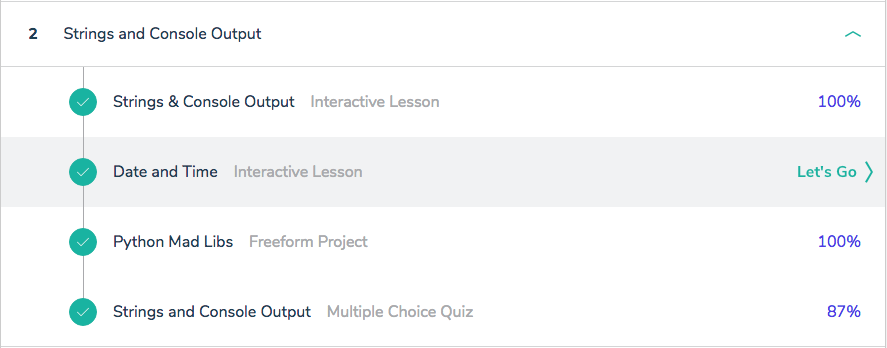 2 Strings and Console Output
Strings & Console Output Interactive Lesson 100%
Date and Time Interactive Lesson Let's Go
Python Mad Libs Freeform Project 100%
Strings and Console Output Multiple Choice Quiz 87%